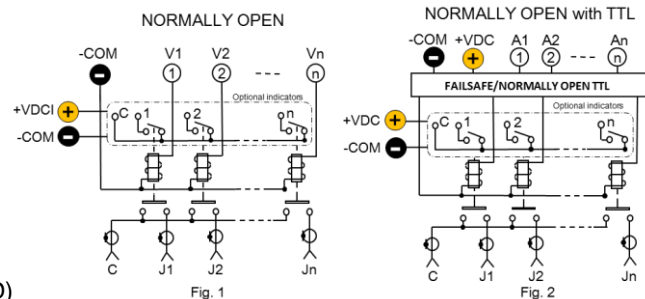 NORMALLY OPEN
-COM V1 V2 Vn
1 2 n
+VDCI
-COM
Optional indicators
C 1 2 n
C J1 J2 Jn
Fig. 1
NORMALLY OPEN with TTL
-COM +VDC A1 A2 An
1 2 n
FAILSAFE/NORMALLY OPEN TTL
Optional indicators
+VDC
-COM
C 1 2 n
C J1 J2 Jn
Fig. 2